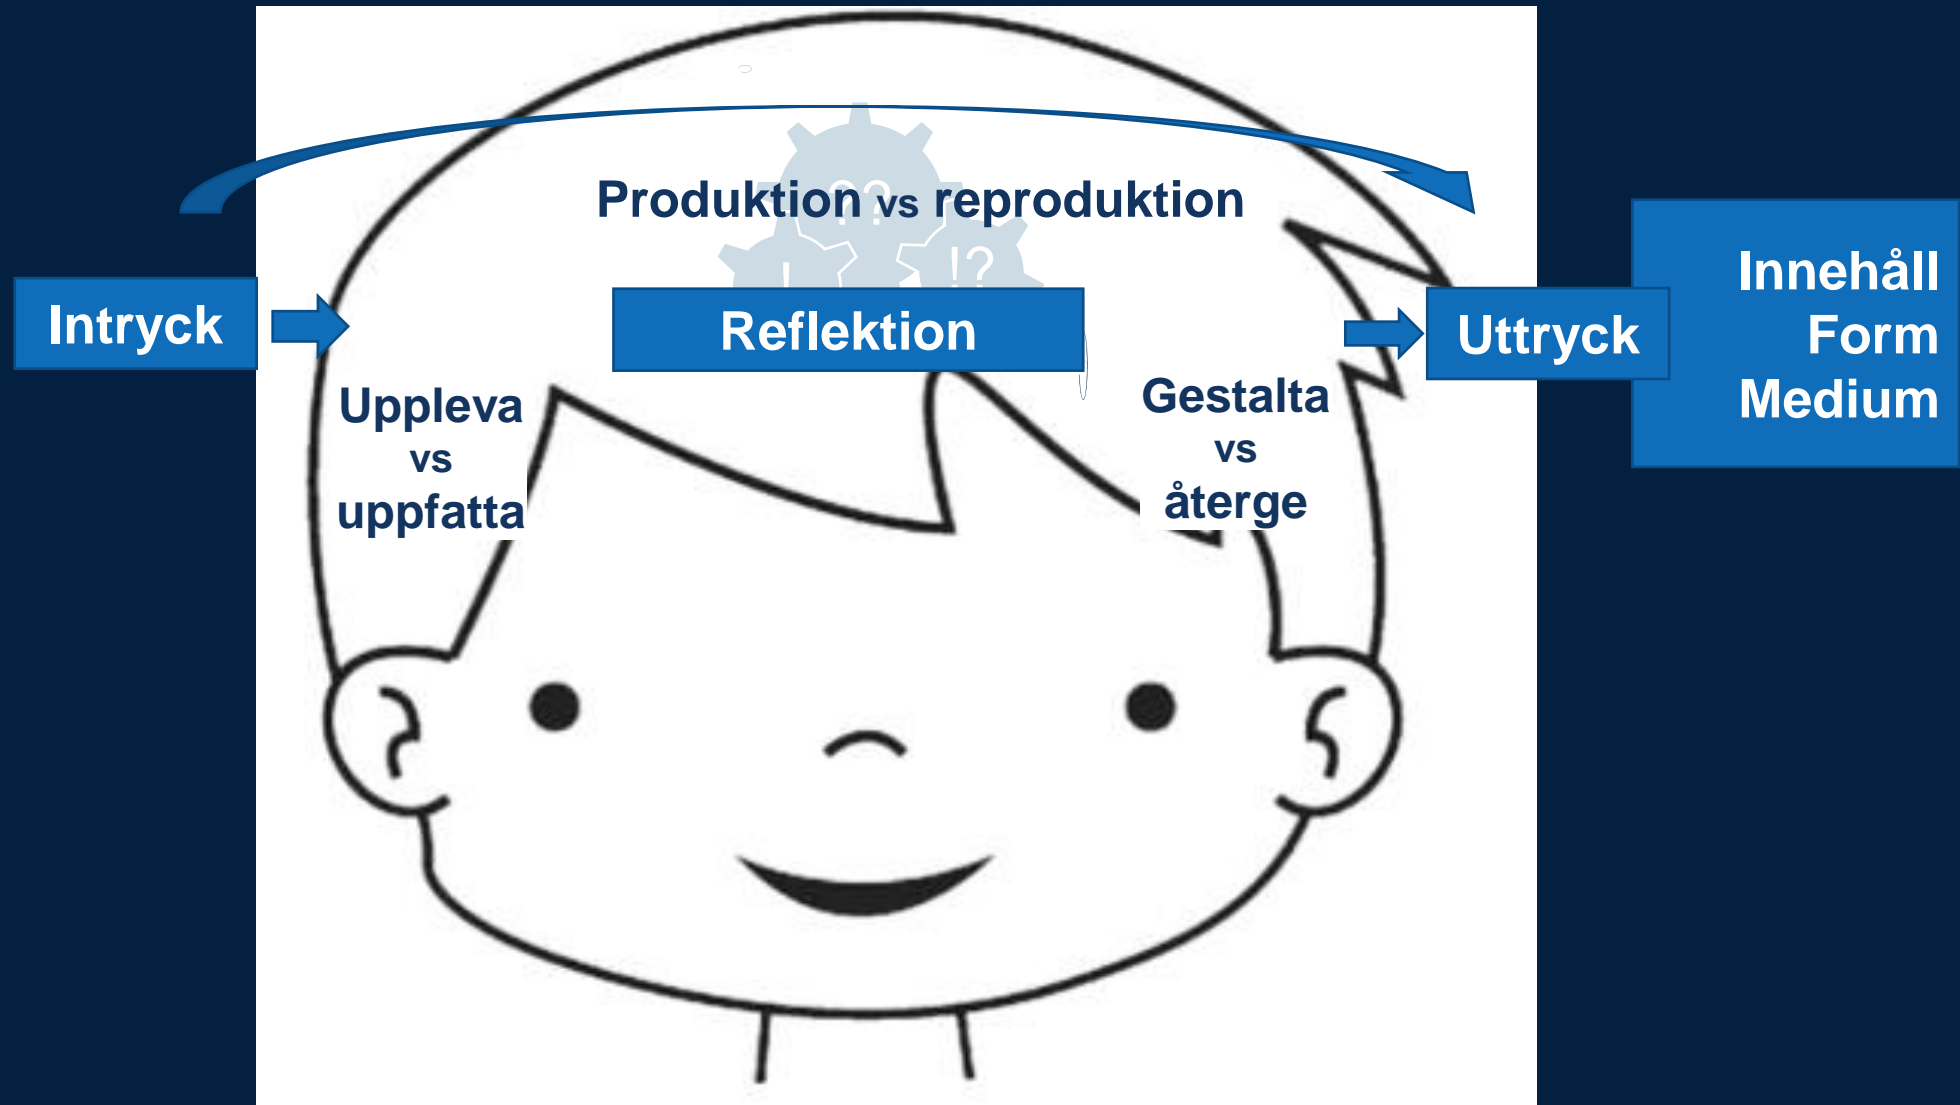 ??
Produktion vs reproduktion
!
!?
Intryck
Reflektion
Uttryck
Innehåll
Form
Medium
Uppleva
vs
uppfatta
Gestalta
vs
återge